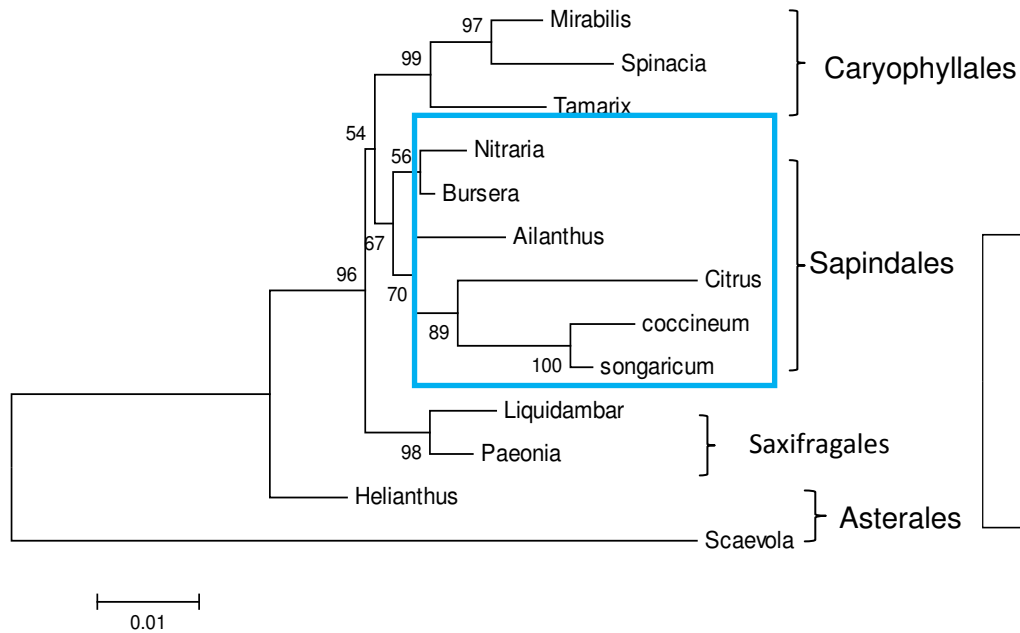 97
Mirabilis
Spinacia
99
Caryophyllales
Tamarix
54
56
Nitraria
Bursera
67
Ailanthus
Sapindales
96
70
Citrus
89
coccineum
100
songaricum
Liquidambar
98
Paeonia
Saxifragales
Helianthus
Asterales
Scaevola
0.01